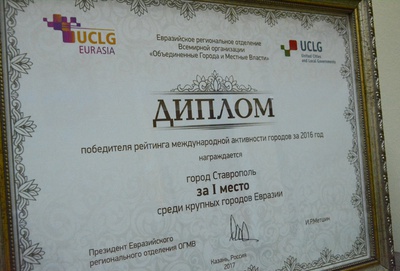 UCLG
EURASIA
Евразийское региональное отделение
Всемирной организации
«Объединенные Города и Местные Власти»
UCLG
United Cities
and Local Governments
ДИПЛОМ
победителя рейтинга международной активности городов за 2016 год
награждается
город Ставрополь
за I место
среди крупных городов Евразии
Президент Евразийского
регионального отделения ОГМВ
И.Р.Метшин
Казань, Россия
2017